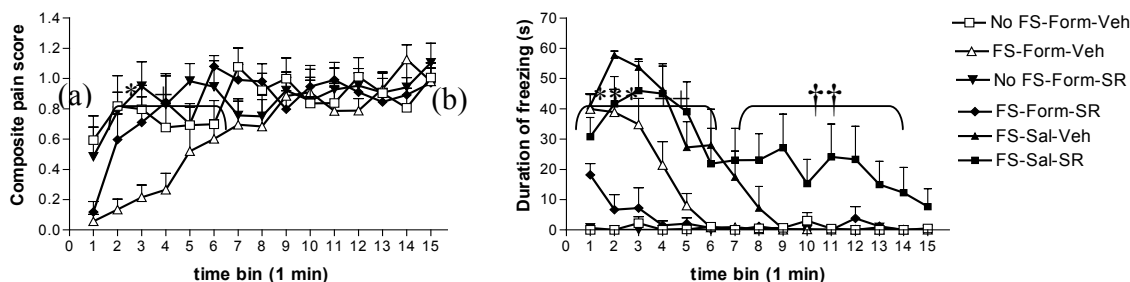 Composite pain score
1.4
1.2
1.0
0.8
0.6
0.4
0.2
0.0
(a)
*
+
(b)
0 1 2 3 4 5 6 7 8 9 10 11 12 13 14 15
time bin (1 min)
Duration of freezing (s)
70
60
50
40
30
20
10
0
***
††
0 1 2 3 4 5 6 7 8 9 10 11 12 13 14 15
time bin (1 min)
No FS-Form-Veh
FS-Form-Veh
No FS-Form-SR
FS-Form-SR
FS-Sal-Veh
FS-Sal-SR